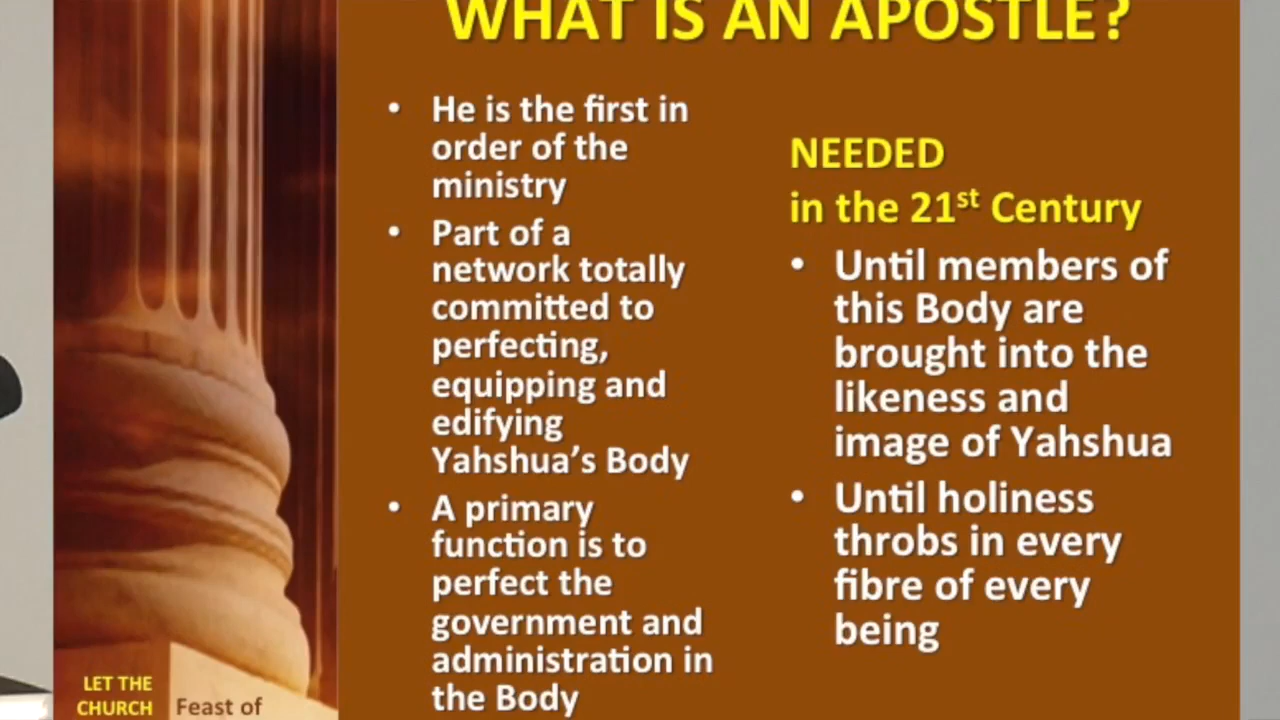 WHAT IS AN APOSTLE?
• He is the first in
order of the
ministry
• Part of a
network totally
committed to
perfecting,
equipping and
edifying
Yahshua’s Body
• A primary
function is to
perfect the
government and
administration in
the Body
NEEDED
in the 21st Century
• Until members of
this Body are
brought into the
likeness and
image of Yahshua
• Until holiness
throbs in every
fibre of every
being
LET THE
CHURCH
Feast of